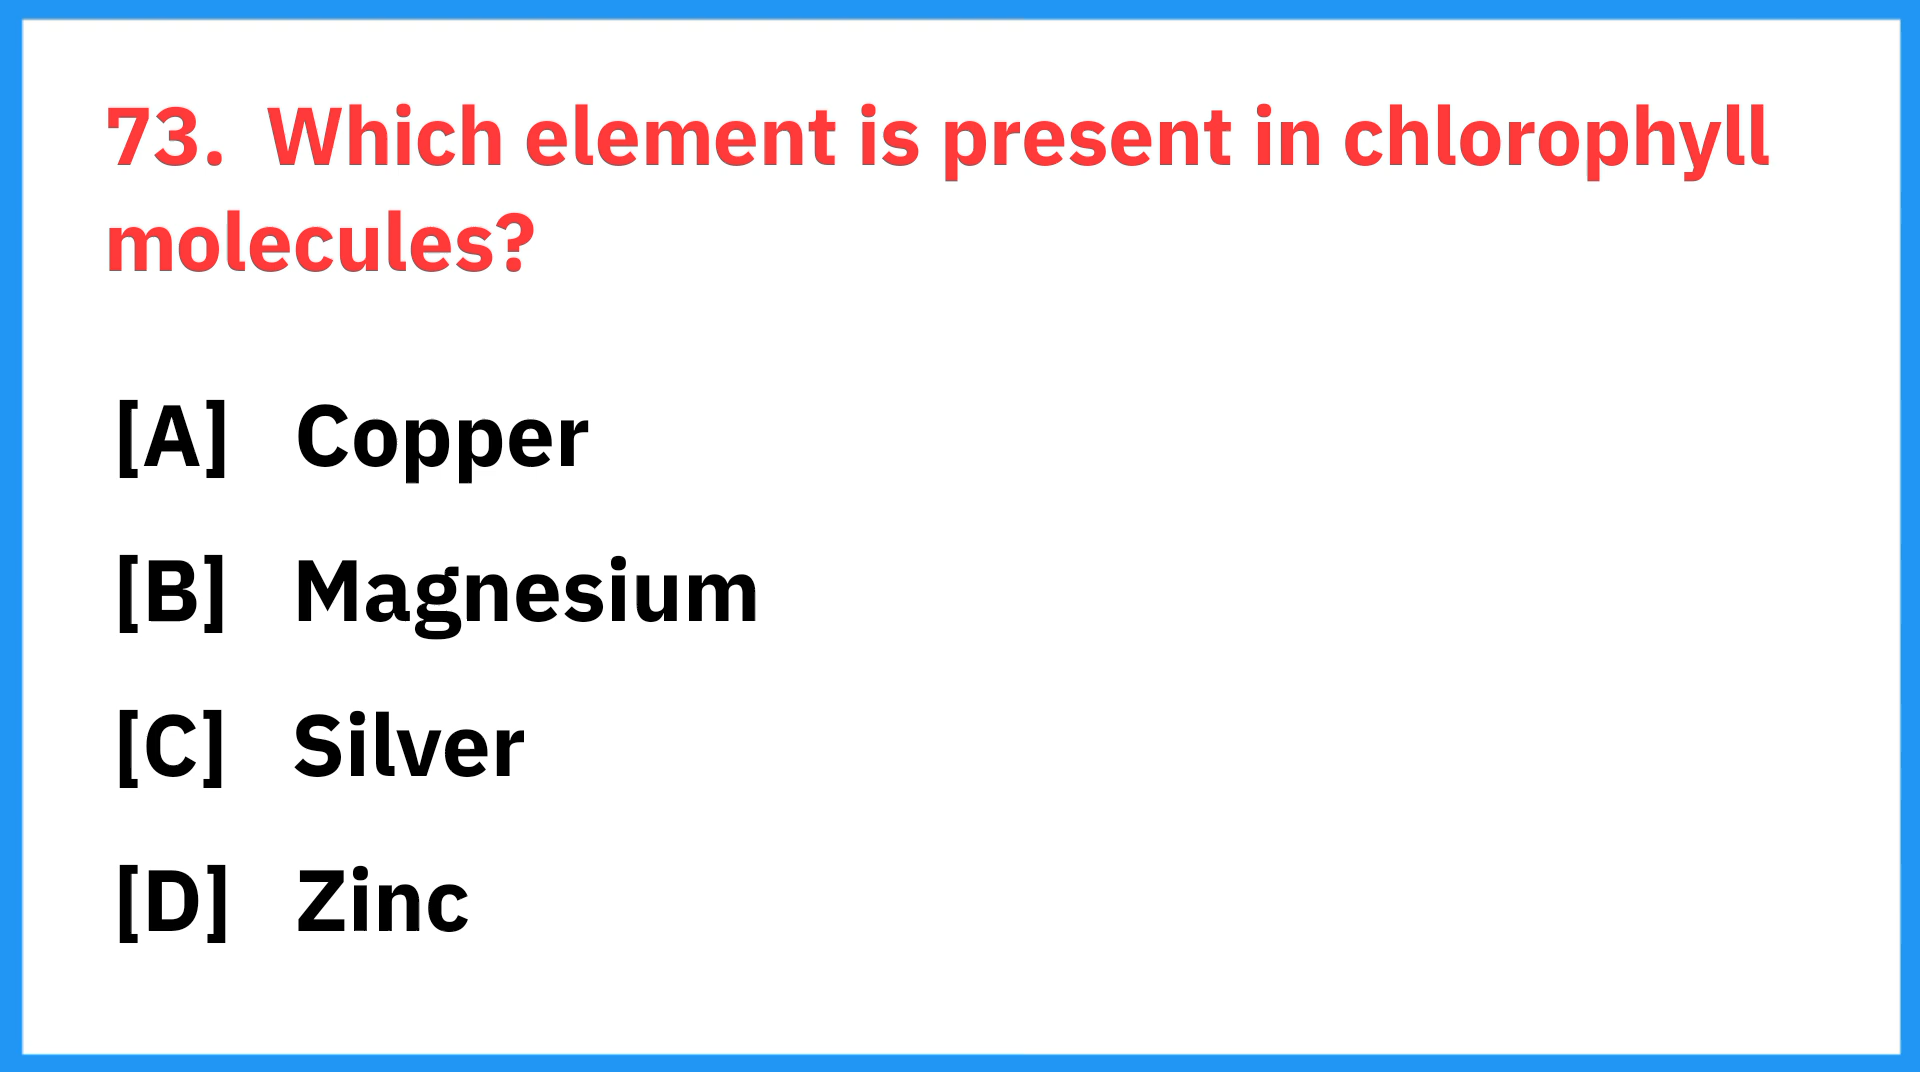 73. Which element is present in chlorophyll
molecules?
[A] Copper
[B] Magnesium
[C] Silver
[D] Zinc